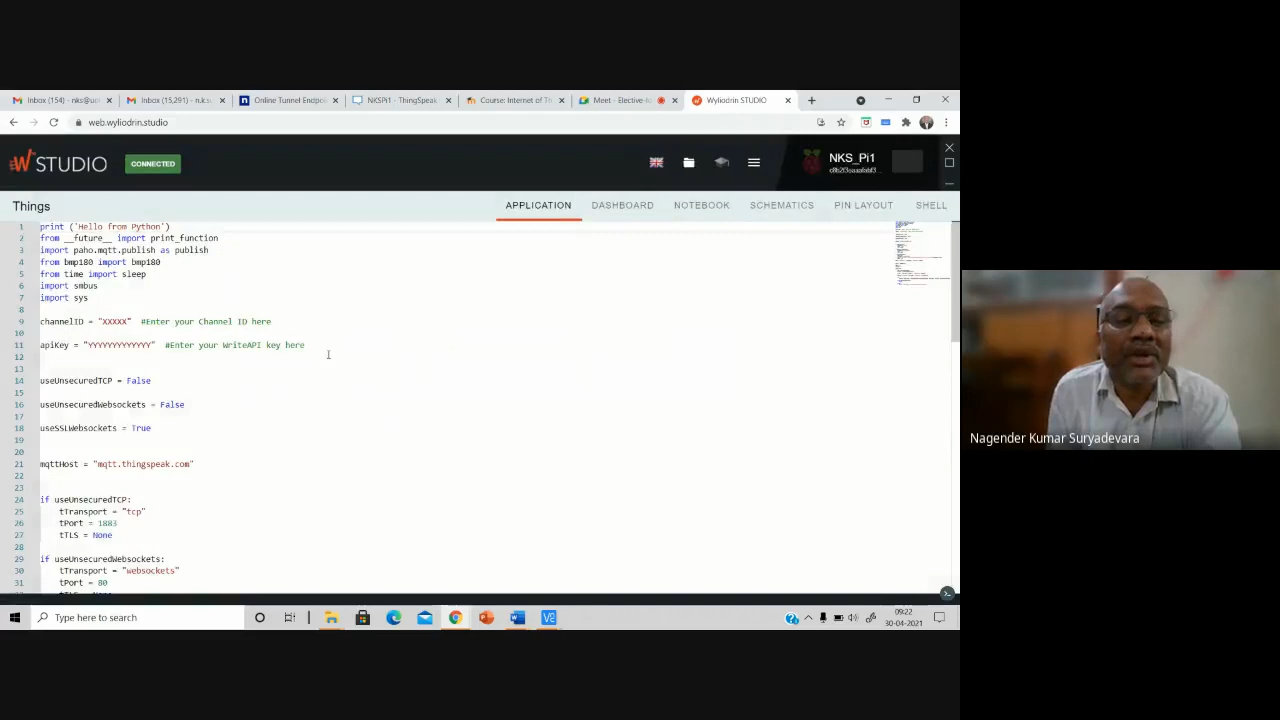 Inbox (154) - nks@uo
Inbox (15,291) - n.k.s
Online Tunnel Endpo
NKSPi1 - ThingSpeak
Course: Internet of Th
Meet - Elective-I
Wyliodrin STUDIO
web.wyliodrin.studio
STUDIO
CONNECTED
NKS_Pi1
Things
APPLICATION
DASHBOARD
NOTEBOOK
SCHEMATICS
PIN LAYOUT
SHELL
1 print ('Hello from Python')
2 from __future__ import print_function
3 import paho.mqtt.publish as publish
4 from bmp180 import bmp180
5 from time import sleep
6 import smbus
7 import sys
8
9 channelID = "XXXXX" #Enter your Channel ID here
10
11 apiKey = "YYYYYYYYYYYYY" #Enter your WriteAPI key here
12
13
14 useUnsecuredTCP = False
15
16 useUnsecuredWebsockets = False
17
18 useSSLWebsockets = True
19
20
21 mqttHost = "mqtt.thingspeak.com"
22
23
24 if useUnsecuredTCP:
25 tTransport = "tcp"
26 tPort = 1883
27 tTLS = None
28
29 if useUnsecuredWebsockets:
30 tTransport = "websockets"
31 tPort = 80
Nagender Kumar Suryadevara
Type here to search
09:22
30-04-2021